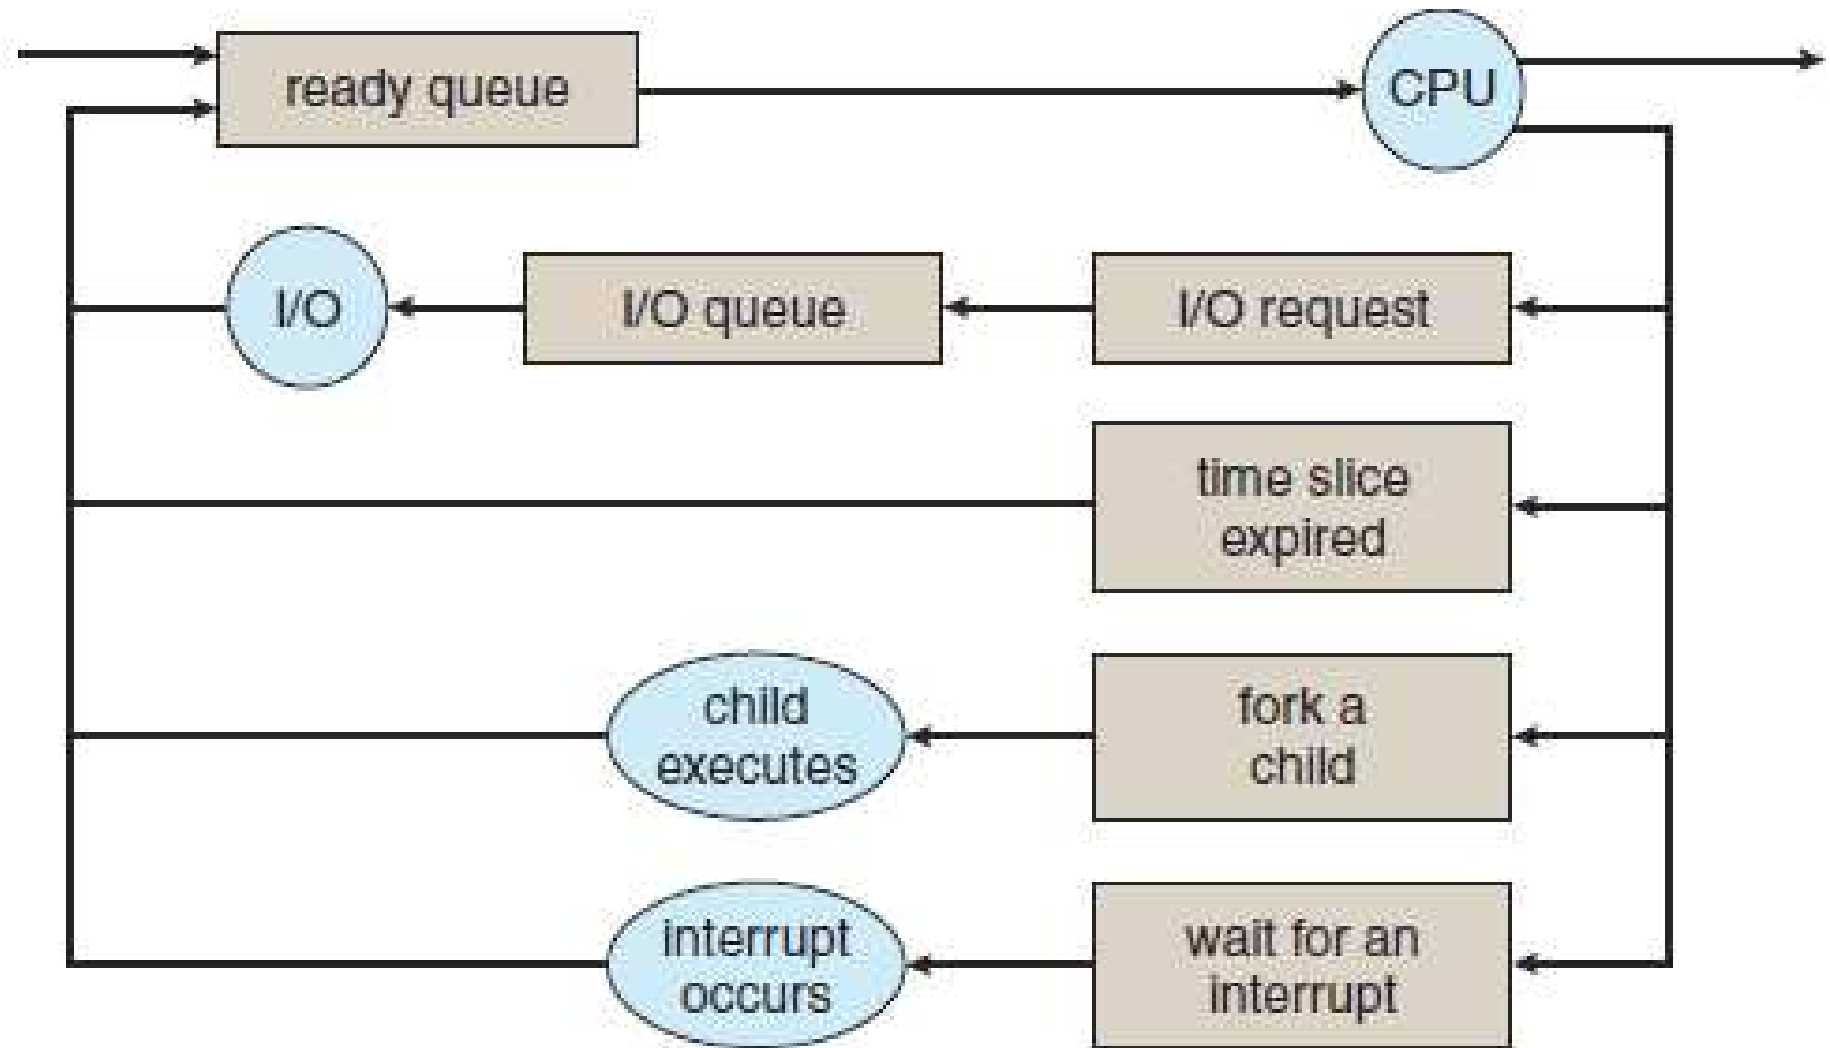 ready queue
CPU
I/O
I/O queue
I/O request
time slice
expired
child
executes
fork a
child
interrupt
occurs
wait for an
interrupt